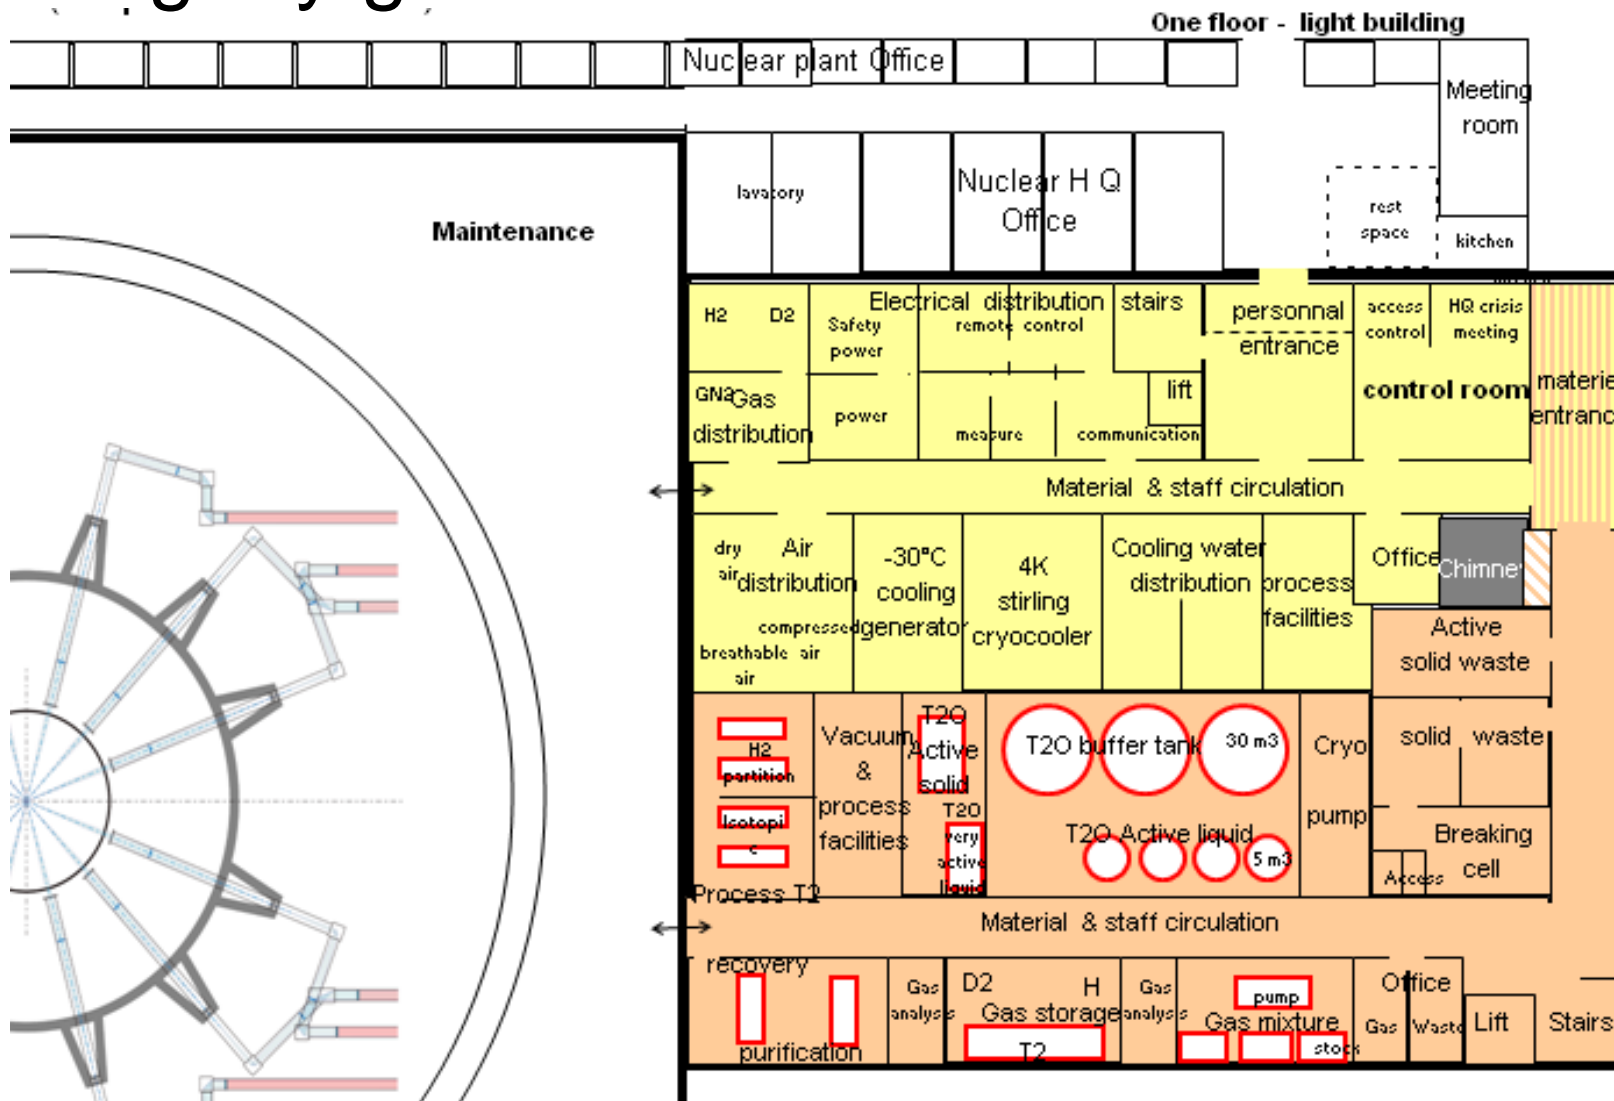 One floor - light building
Nuclear plant Office
Meeting
room
lavatory
Nuclear H Q
Office
rest
space
kitchen
Maintenance
H2 D2
Safety
power
Electrical distribution
remote control
stairs
personnal
entrance
access
control
HQ crisis
meeting
GN2
Gas
distribution
power
measure
communication
lift
control room
materie
entranc
Material & staff circulation
dry
air
Air
distribution
compressed
breathable air
air
-30°C
cooling
generator
4K
stirling
cryocooler
Cooling water
distribution
process
facilities
Office
Chimne
Active
solid waste
H2
partition
Isotopi
c
Process T2
Vacuum
&
process
facilities
T2O
Active
solid
T2O
very
active
liquid
T2O buffer tank
30 m3
T2O Active liquid
5 m3
Cryo
pump
solid waste
Breaking
cell
Access
Material & staff circulation
recovery
purification
Gas
analysis
D2 H
Gas storage
T2
Gas
analysis
pump
Gas mixture
stock
Office
Gas
Waste
Lift
Stairs